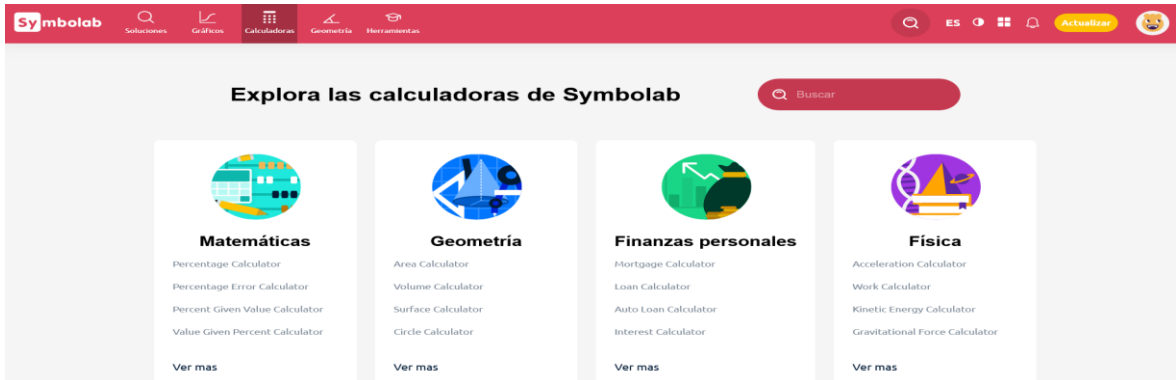 Symbolab
Soluciones
Gráficos
Calculadoras
Geometría
Herramientas
ES
Actualizar
Explora las calculadoras de Symbolab
Buscar
Matemáticas
Percentage Calculator
Percentage Error Calculator
Percent Given Value Calculator
Value Given Percent Calculator
Ver mas
Geometría
Area Calculator
Volume Calculator
Surface Calculator
Circle Calculator
Ver mas
Finanzas personales
Mortgage Calculator
Loan Calculator
Auto Loan Calculator
Interest Calculator
Ver mas
Física
Acceleration Calculator
Work Calculator
Kinetic Energy Calculator
Gravitational Force Calculator
Ver mas